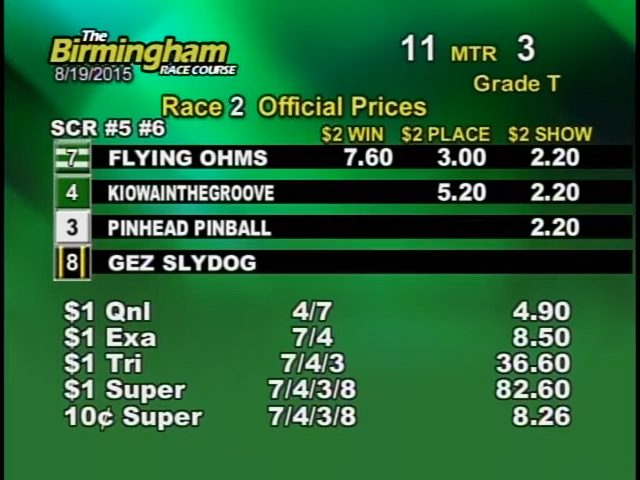 The
Birmingham
RACE COURSE
8/19/2015
11 MTR 3
Grade T
Race 2 Official Prices
SCR #5 #6
$2 WIN $2 PLACE $2 SHOW
7 FLYING OHMS 7.60 3.00 2.20
4 KIOWAINTHEGROOVE 5.20 2.20
3 PINHEAD PINBALL 2.20
8 GEZ SLYDOG
$1 Qnl 4/7 4.90
$1 Exa 7/4 8.50
$1 Tri 7/4/3 36.60
$1 Super 7/4/3/8 82.60
10¢ Super 7/4/3/8 8.26